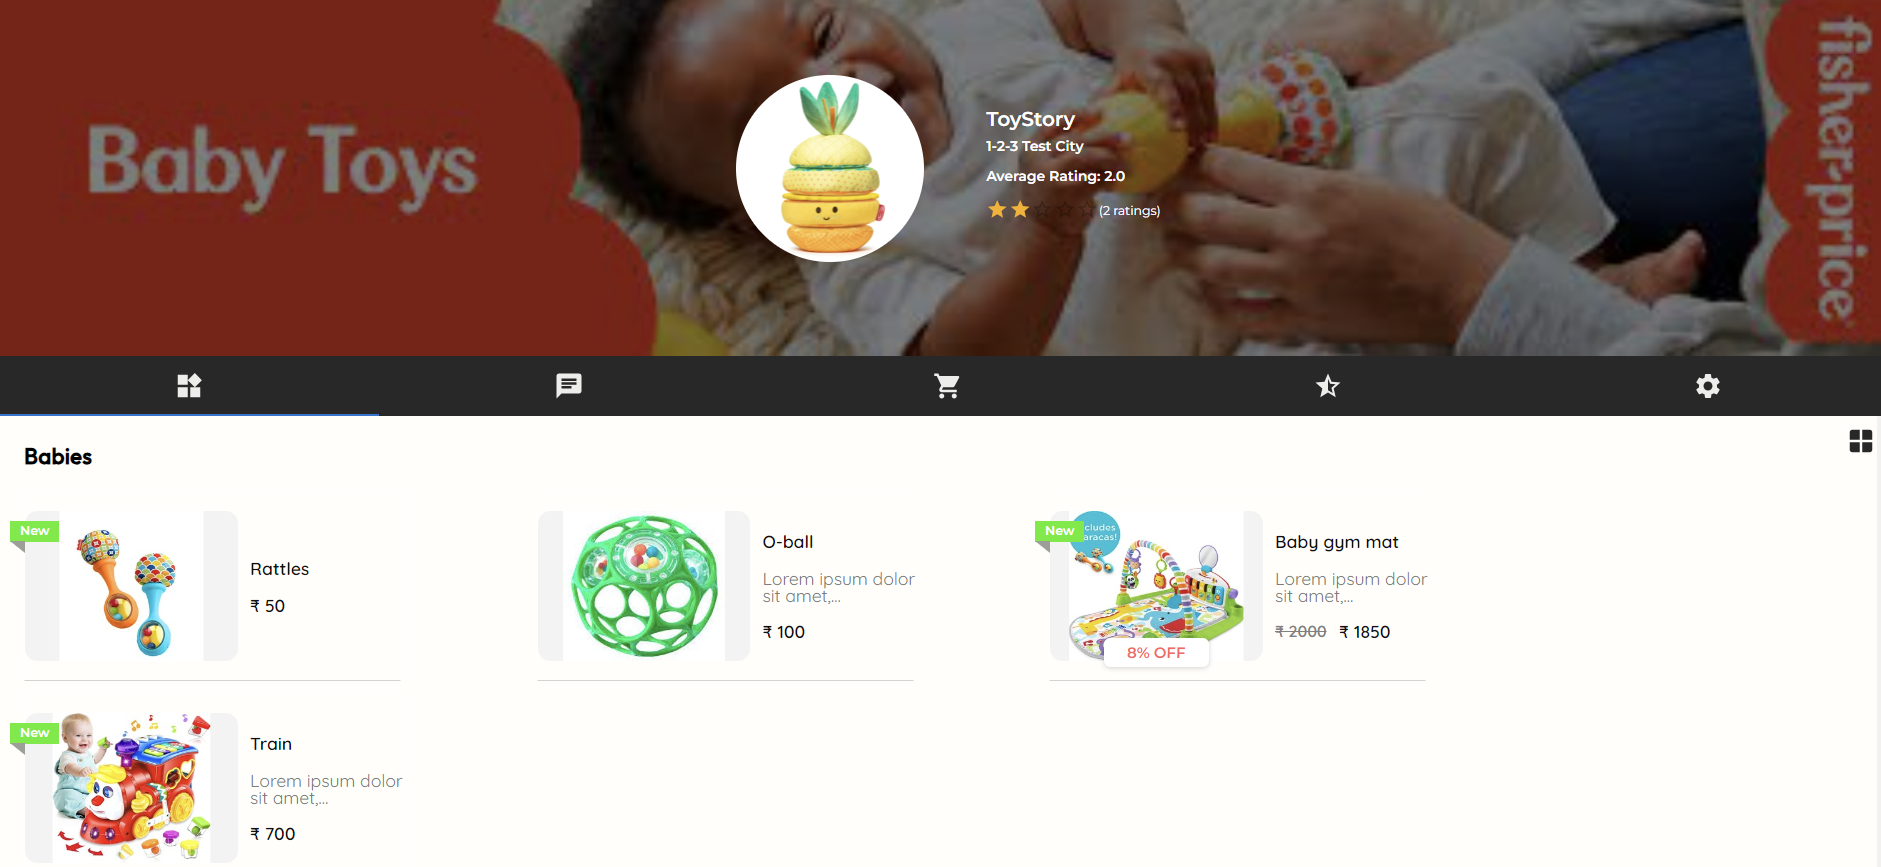 Baby Toys
fisher-price
ToyStory
1-2-3 Test City
Average Rating: 2.0
(2 ratings)
Babies
New
Rattles
₹ 50
O-ball
Lorem ipsum dolor
sit amet,...
₹ 100
New
Baby gym mat
Lorem ipsum dolor
sit amet,...
₹ 2000 ₹ 1850
8% OFF
New
Train
Lorem ipsum dolor
sit amet,...
₹ 700